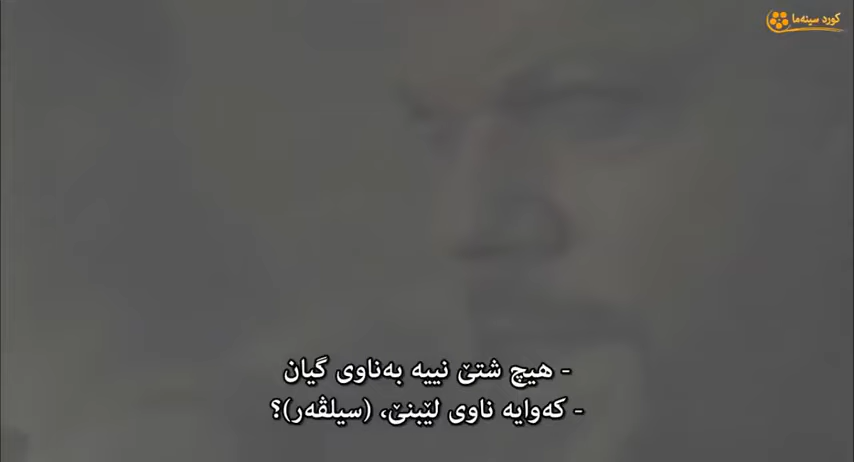 کورد سینەما
- هیچ شتێ نییە بەناوی گیان
- کەوایە ناوی لێبنێ، (سیلڤەر)؟